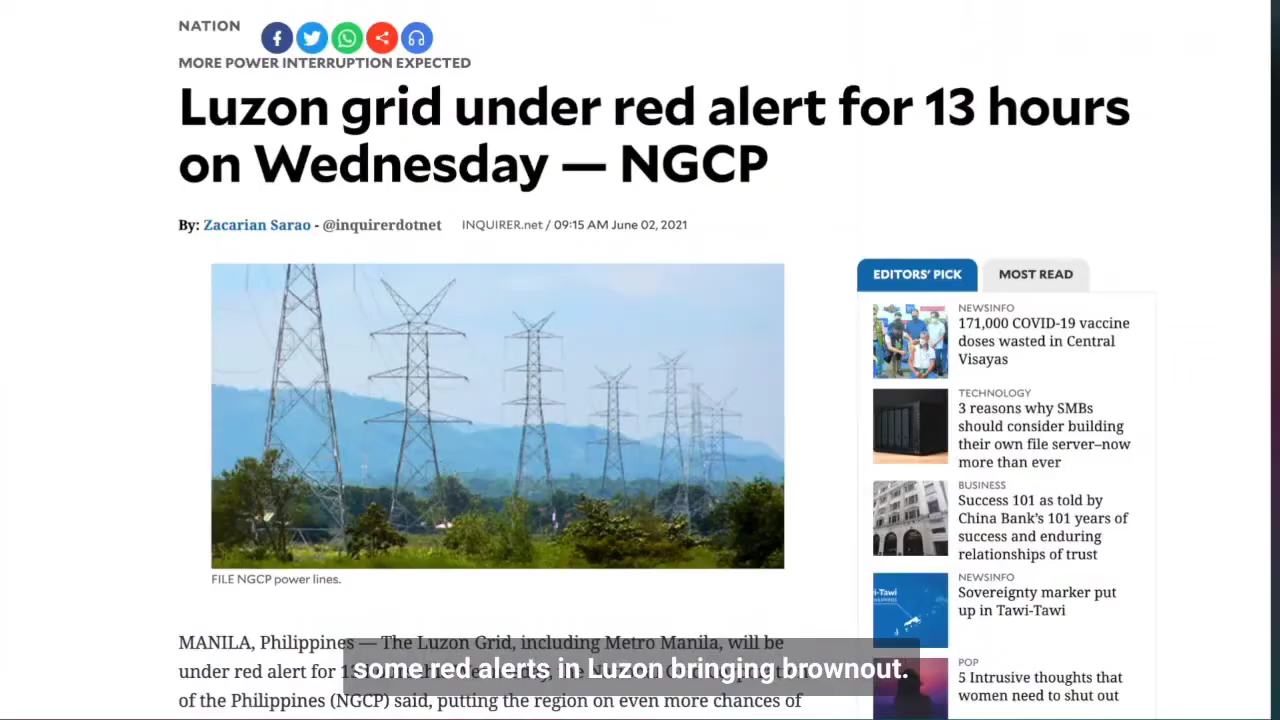 NATION
MORE POWER INTERRUPTION EXPECTED
Luzon grid under red alert for 13 hours
on Wednesday — NGCP
By: Zacarian Sarao - @inquirerdotnet
INQUIRER.net / 09:15 AM June 02, 2021
FILE NGCP power lines.
MANILA, Philippines — The Luzon Grid, including Metro Manila, will be
under red alert for
of the Philippines (NGCP) said, putting the region on even more chances of
some red alerts in Luzon bringing brownout.
EDITORS' PICK
MOST READ
NEWSINFO
171,000 COVID-19 vaccine
doses wasted in Central
Visayas
TECHNOLOGY
3 reasons why SMBs
should consider building
their own file server–now
more than ever
BUSINESS
Success 101 as told by
China Bank's 101 years of
success and enduring
relationships of trust
NEWSINFO
Sovereignty marker put
up in Tawi-Tawi
POP
5 Intrusive thoughts that
women need to shut out